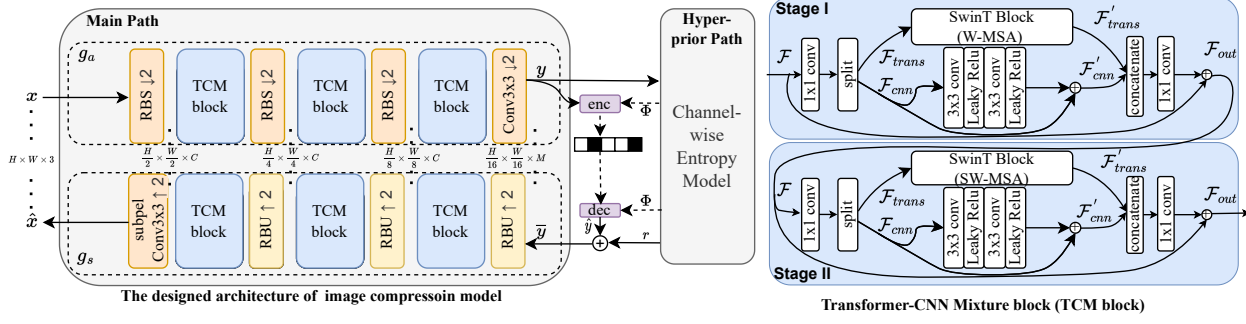 Main Path
g_a
x
RBS ↓2
TCM block
RBS ↓2
TCM block
RBS ↓2
TCM block
Conv3x3 ↓2
y
H × W × 3
H/2 × W/2 × C
H/4 × W/4 × C
H/8 × W/8 × C
H/16 × W/16 × M
x̂
subpel Conv3x3 ↑ 2
TCM block
RBU ↑ 2
TCM block
RBU ↑ 2
TCM block
RBU ↑ 2
ȳ
g_s
enc
Φ
dec
Φ
ŷ
+
r
Hyper-
prior Path
Channel-
wise
Entropy
Model
The designed architecture of image compressoin model
Stage I
F
1x1 conv
split
SwinT Block
(W-MSA)
F_trans
F_cnn
3x3 conv
Leaky Relu
3x3 conv
Leaky Relu
F'_trans
F'_cnn
concatenate
1x1 conv
F_out
Stage II
F
1x1 conv
split
SwinT Block
(SW-MSA)
F_trans
F_cnn
3x3 conv
Leaky Relu
3x3 conv
Leaky Relu
F'_trans
F'_cnn
concatenate
1x1 conv
F_out
Transformer-CNN Mixture block (TCM block)